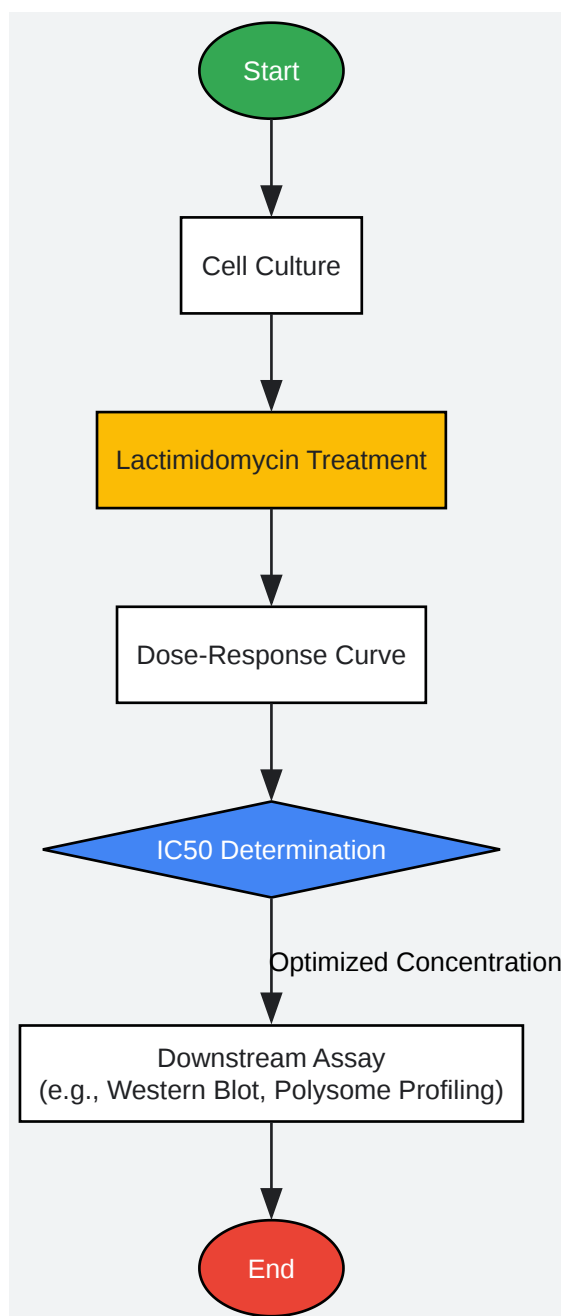 Start
Cell Culture
Lactimidomycin Treatment
Dose-Response Curve
IC50 Determination
Optimized Concentration
Downstream Assay
(e.g., Western Blot, Polysome Profiling)
End